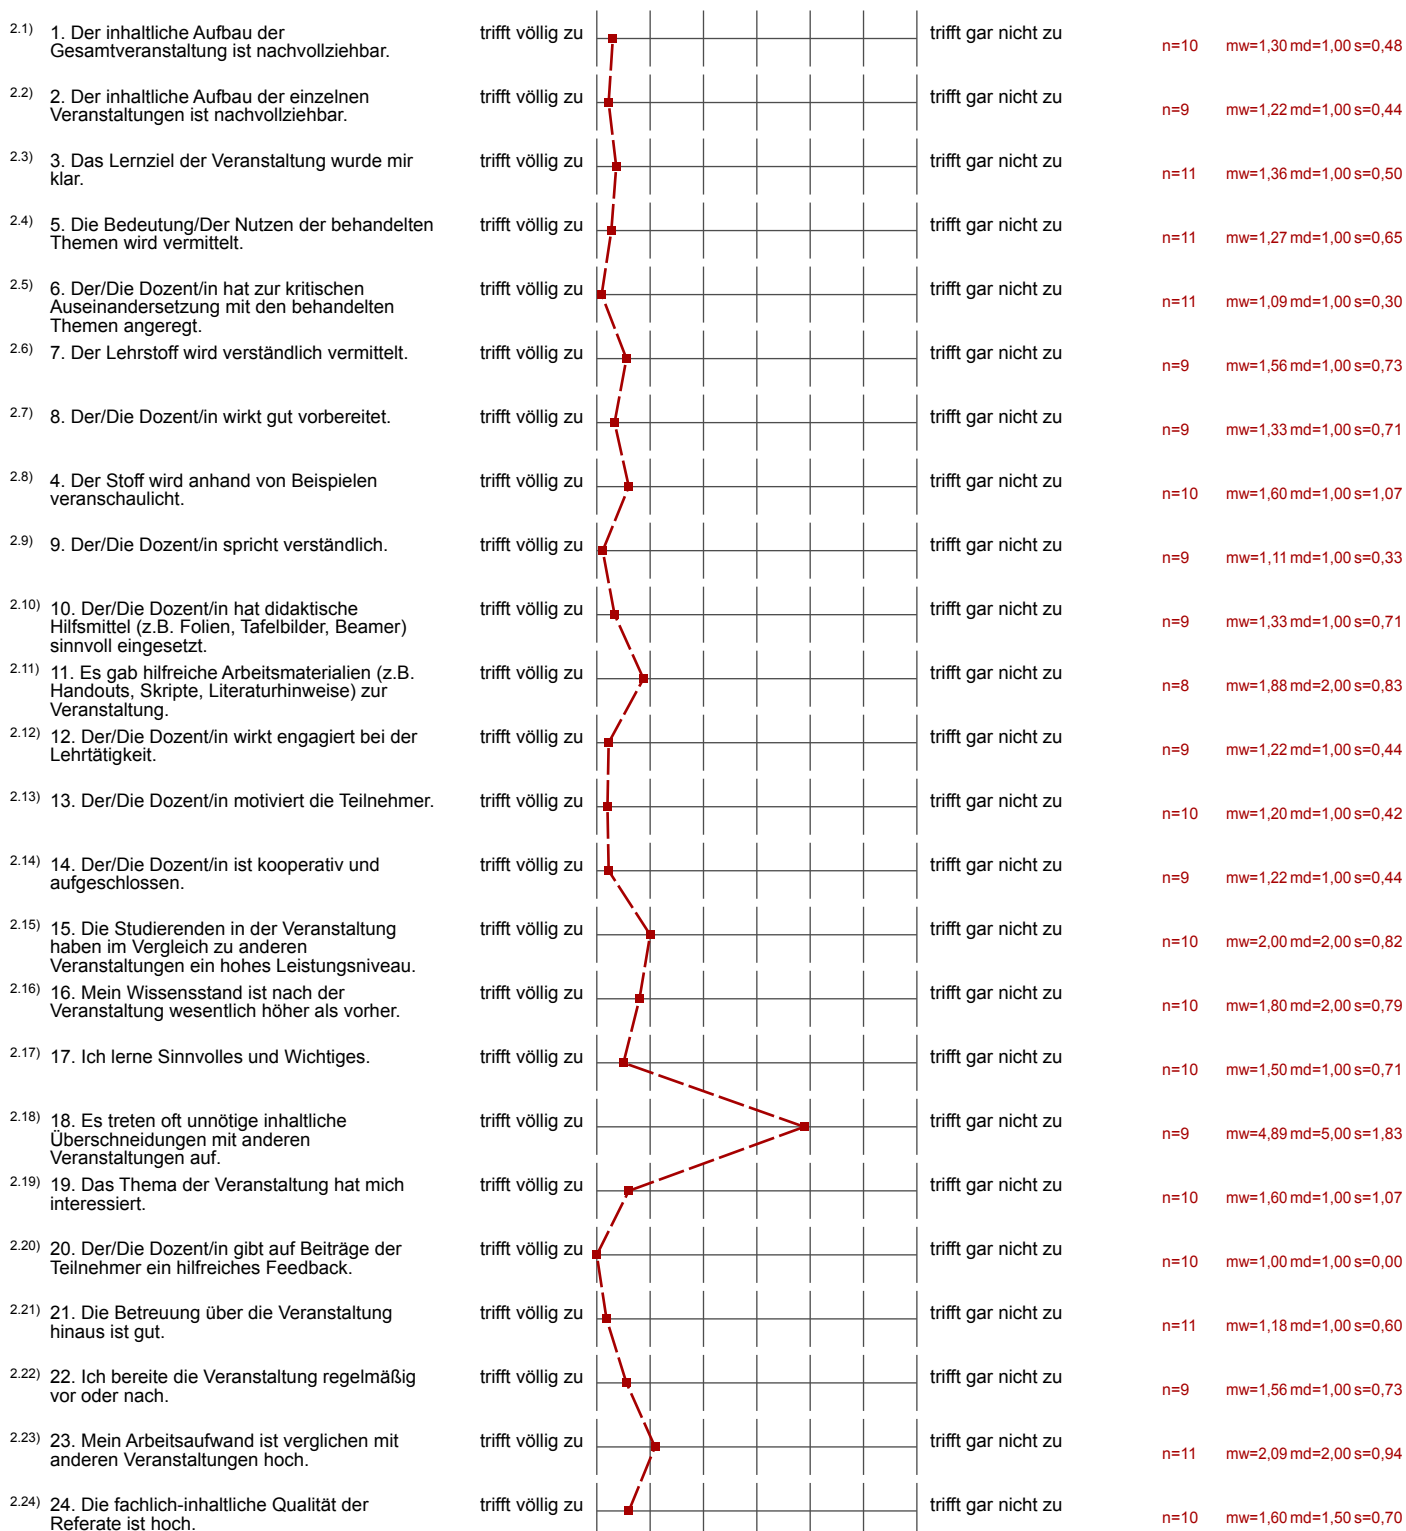 2.1) 1. Der inhaltliche Aufbau der
Gesamtveranstaltung ist nachvollziehbar.
trifft völlig zu trifft gar nicht zu
n=10 mw=1,30 md=1,00 s=0,48
2.2) 2. Der inhaltliche Aufbau der einzelnen
Veranstaltungen ist nachvollziehbar.
trifft völlig zu trifft gar nicht zu
n=9 mw=1,22 md=1,00 s=0,44
2.3) 3. Das Lernziel der Veranstaltung wurde mir
klar.
trifft völlig zu trifft gar nicht zu
n=11 mw=1,36 md=1,00 s=0,50
2.4) 5. Die Bedeutung/Der Nutzen der behandelten
Themen wird vermittelt.
trifft völlig zu trifft gar nicht zu
n=11 mw=1,27 md=1,00 s=0,65
2.5) 6. Der/Die Dozent/in hat zur kritischen
Auseinandersetzung mit den behandelten
Themen angeregt.
trifft völlig zu trifft gar nicht zu
n=11 mw=1,09 md=1,00 s=0,30
2.6) 7. Der Lehrstoff wird verständlich vermittelt.
trifft völlig zu trifft gar nicht zu
n=9 mw=1,56 md=1,00 s=0,73
2.7) 8. Der/Die Dozent/in wirkt gut vorbereitet.
trifft völlig zu trifft gar nicht zu
n=9 mw=1,33 md=1,00 s=0,71
2.8) 4. Der Stoff wird anhand von Beispielen
veranschaulicht.
trifft völlig zu trifft gar nicht zu
n=10 mw=1,60 md=1,00 s=1,07
2.9) 9. Der/Die Dozent/in spricht verständlich.
trifft völlig zu trifft gar nicht zu
n=9 mw=1,11 md=1,00 s=0,33
2.10) 10. Der/Die Dozent/in hat didaktische
Hilfsmittel (z.B. Folien, Tafelbilder, Beamer)
sinnvoll eingesetzt.
trifft völlig zu trifft gar nicht zu
n=9 mw=1,33 md=1,00 s=0,71
2.11) 11. Es gab hilfreiche Arbeitsmaterialien (z.B.
Handouts, Skripte, Literaturhinweise) zur
Veranstaltung.
trifft völlig zu trifft gar nicht zu
n=8 mw=1,88 md=2,00 s=0,83
2.12) 12. Der/Die Dozent/in wirkt engagiert bei der
Lehrtätigkeit.
trifft völlig zu trifft gar nicht zu
n=9 mw=1,22 md=1,00 s=0,44
2.13) 13. Der/Die Dozent/in motiviert die Teilnehmer.
trifft völlig zu trifft gar nicht zu
n=10 mw=1,20 md=1,00 s=0,42
2.14) 14. Der/Die Dozent/in ist kooperativ und
aufgeschlossen.
trifft völlig zu trifft gar nicht zu
n=9 mw=1,22 md=1,00 s=0,44
2.15) 15. Die Studierenden in der Veranstaltung
haben im Vergleich zu anderen
Veranstaltungen ein hohes Leistungsniveau.
trifft völlig zu trifft gar nicht zu
n=10 mw=2,00 md=2,00 s=0,82
2.16) 16. Mein Wissensstand ist nach der
Veranstaltung wesentlich höher als vorher.
trifft völlig zu trifft gar nicht zu
n=10 mw=1,80 md=2,00 s=0,79
2.17) 17. Ich lerne Sinnvolles und Wichtiges.
trifft völlig zu trifft gar nicht zu
n=10 mw=1,50 md=1,00 s=0,71
2.18) 18. Es treten oft unnötige inhaltliche
Überschneidungen mit anderen
Veranstaltungen auf.
trifft völlig zu trifft gar nicht zu
n=9 mw=4,89 md=5,00 s=1,83
2.19) 19. Das Thema der Veranstaltung hat mich
interessiert.
trifft völlig zu trifft gar nicht zu
n=10 mw=1,60 md=1,00 s=1,07
2.20) 20. Der/Die Dozent/in gibt auf Beiträge der
Teilnehmer ein hilfreiches Feedback.
trifft völlig zu trifft gar nicht zu
n=10 mw=1,00 md=1,00 s=0,00
2.21) 21. Die Betreuung über die Veranstaltung
hinaus ist gut.
trifft völlig zu trifft gar nicht zu
n=11 mw=1,18 md=1,00 s=0,60
2.22) 22. Ich bereite die Veranstaltung regelmäßig
vor oder nach.
trifft völlig zu trifft gar nicht zu
n=9 mw=1,56 md=1,00 s=0,73
2.23) 23. Mein Arbeitsaufwand ist verglichen mit
anderen Veranstaltungen hoch.
trifft völlig zu trifft gar nicht zu
n=11 mw=2,09 md=2,00 s=0,94
2.24) 24. Die fachlich-inhaltliche Qualität der
Referate ist hoch.
trifft völlig zu trifft gar nicht zu
n=10 mw=1,60 md=1,50 s=0,70